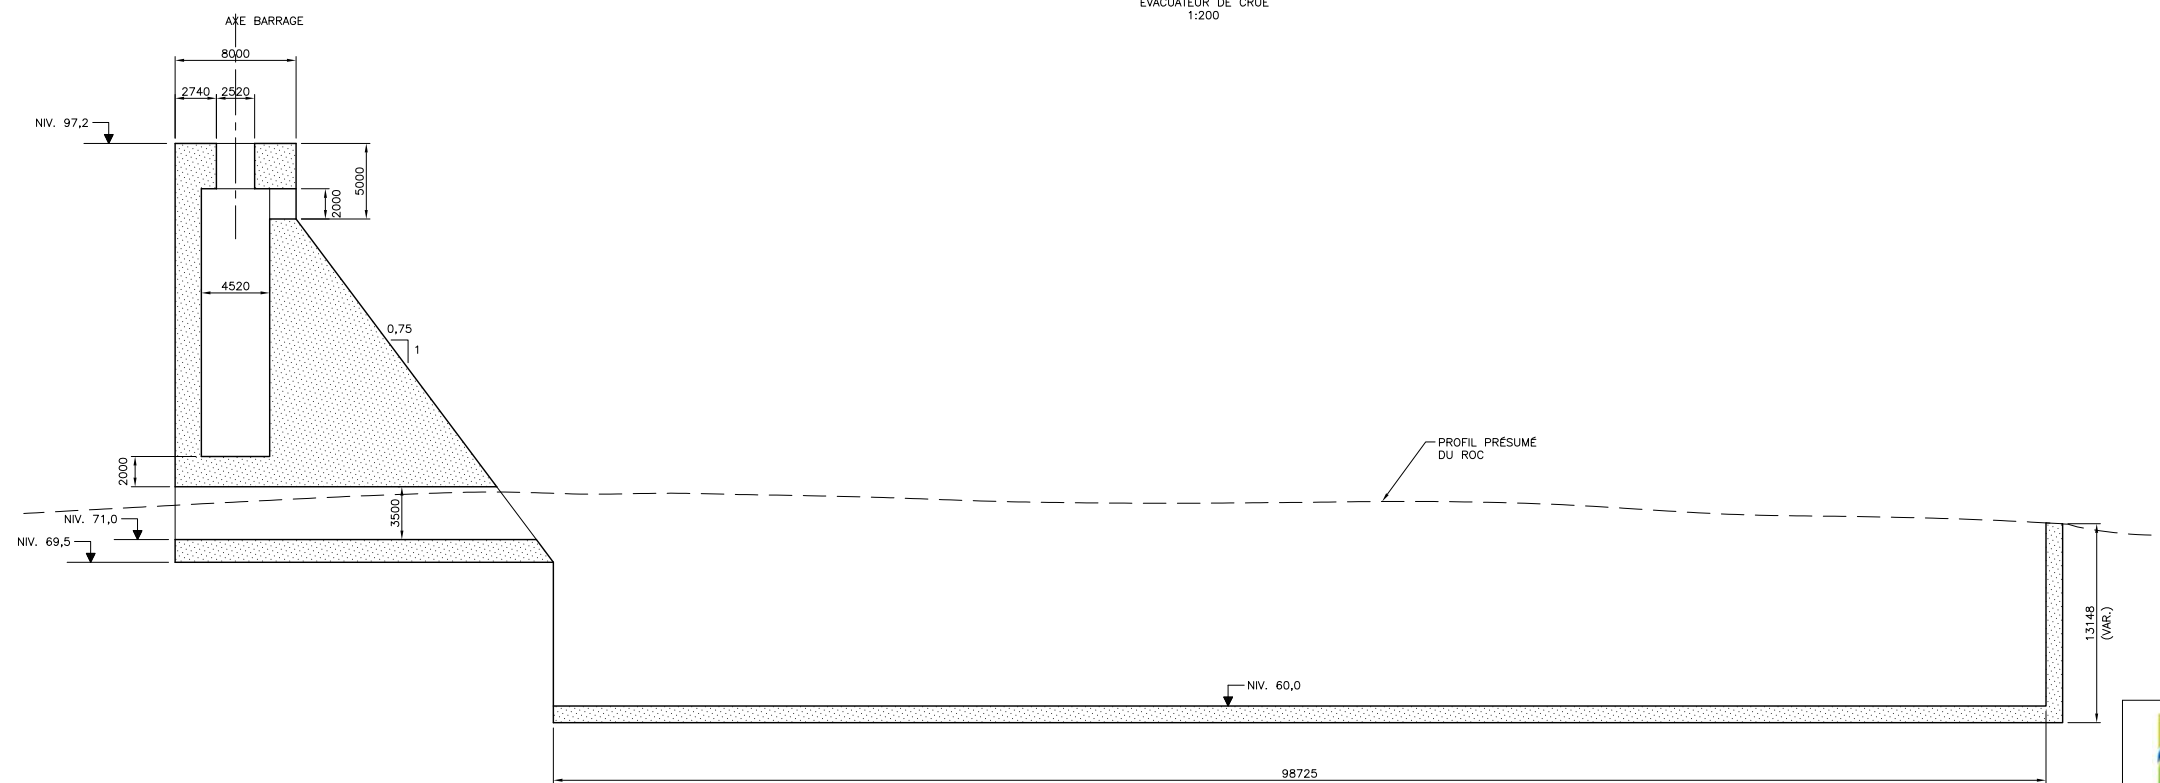 ÉVACUATEUR DE CRUE
1:200
AXE BARRAGE
8000
2740
2520
NIV. 97,2
5000
2000
4520
0,75
1
PROFIL PRÉSUMÉ
DU ROC
2000
3500
NIV. 71,0
NIV. 69,5
13148
(VAR.)
NIV. 60,0
98725